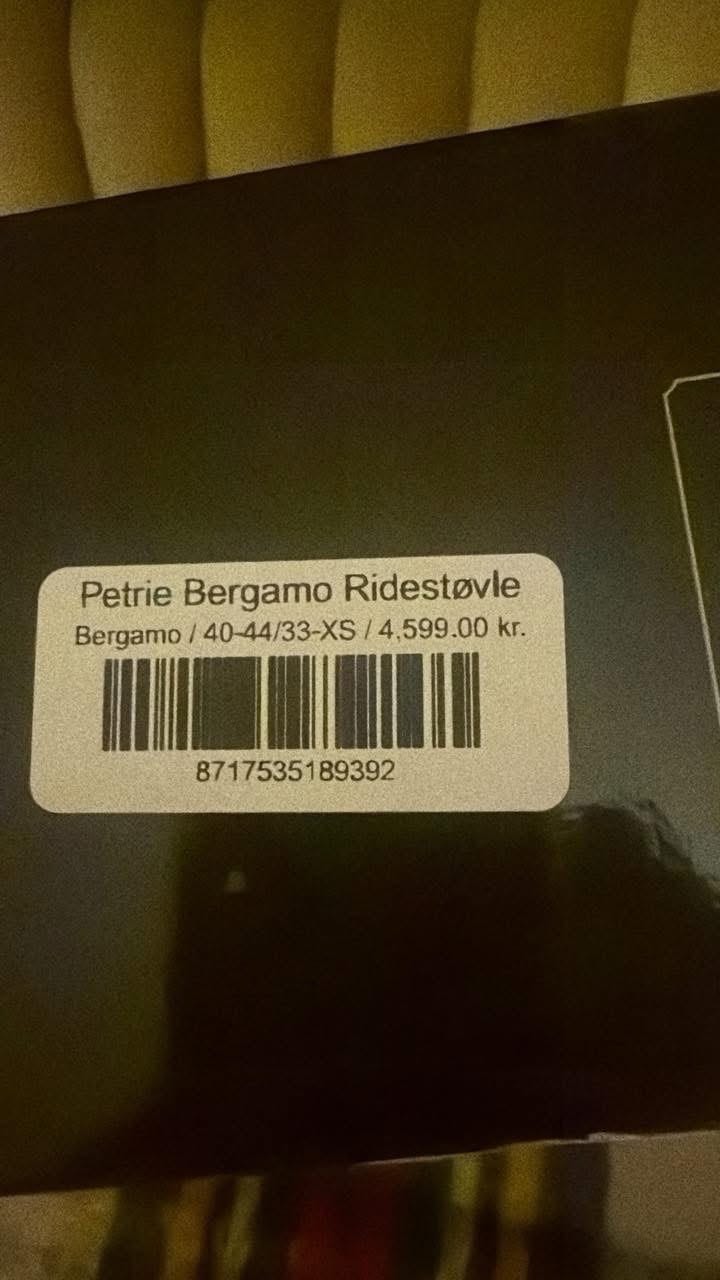 Petrie Bergamo Ridestøvle
Bergamo / 40-44/33-XS / 4,599.00 kr.
8717535189392